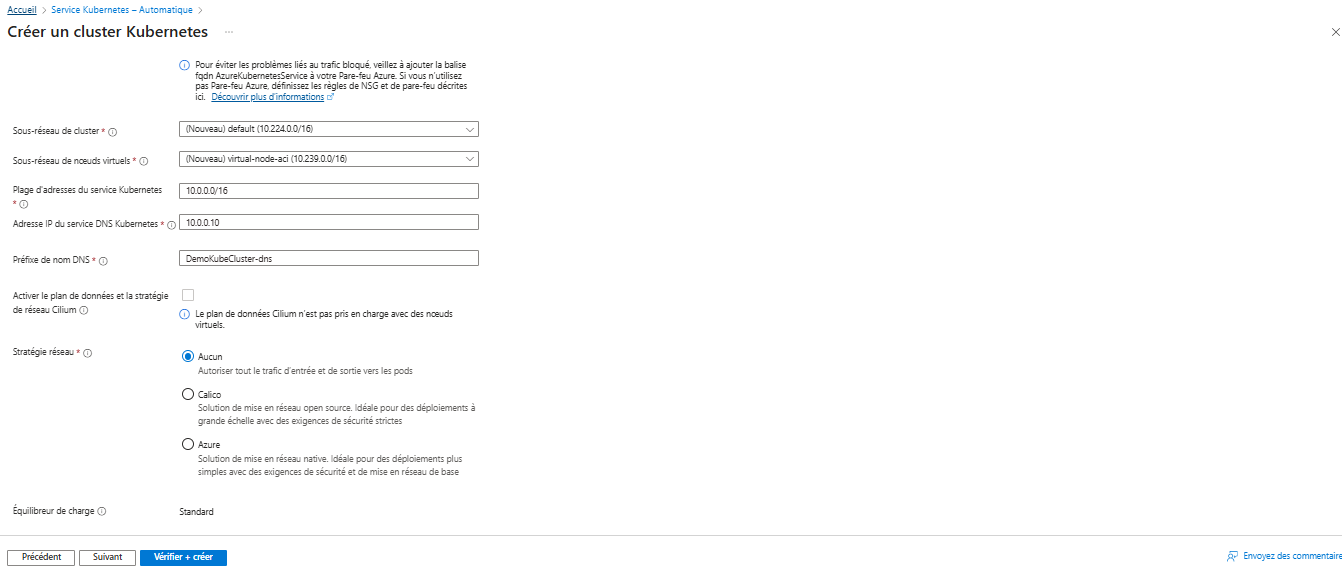 Accueil > Service Kubernetes – Automatique >
Créer un cluster Kubernetes ...
Pour éviter les problèmes liés au trafic bloqué, veillez à ajouter la balise
fqdn AzureKubernetesService à votre Pare-feu Azure. Si vous n'utilisez
pas Pare-feu Azure, définissez les règles de NSG et de pare-feu décrites
ici. Découvrir plus d'informations
Sous-réseau de cluster *
(Nouveau) default (10.224.0.0/16)
Sous-réseau de nœuds virtuels *
(Nouveau) virtual-node-aci (10.239.0.0/16)
Plage d'adresses du service Kubernetes
*
10.0.0.0/16
Adresse IP du service DNS Kubernetes *
10.0.0.10
Préfixe de nom DNS *
DemoKubeCluster-dns
Activer le plan de données et la stratégie
de réseau Cilium
Le plan de données Cilium n'est pas pris en charge avec des nœuds
virtuels.
Stratégie réseau *
Aucun
Autoriser tout le trafic d'entrée et de sortie vers les pods
Calico
Solution de mise en réseau open source. Idéale pour des déploiements à
grande échelle avec des exigences de sécurité strictes
Azure
Solution de mise en réseau native. Idéale pour des déploiements plus
simples avec des exigences de sécurité et de mise en réseau de base
Équilibreur de charge
Standard
Précédent
Suivant
Vérifier + créer
Envoyez des commentaire